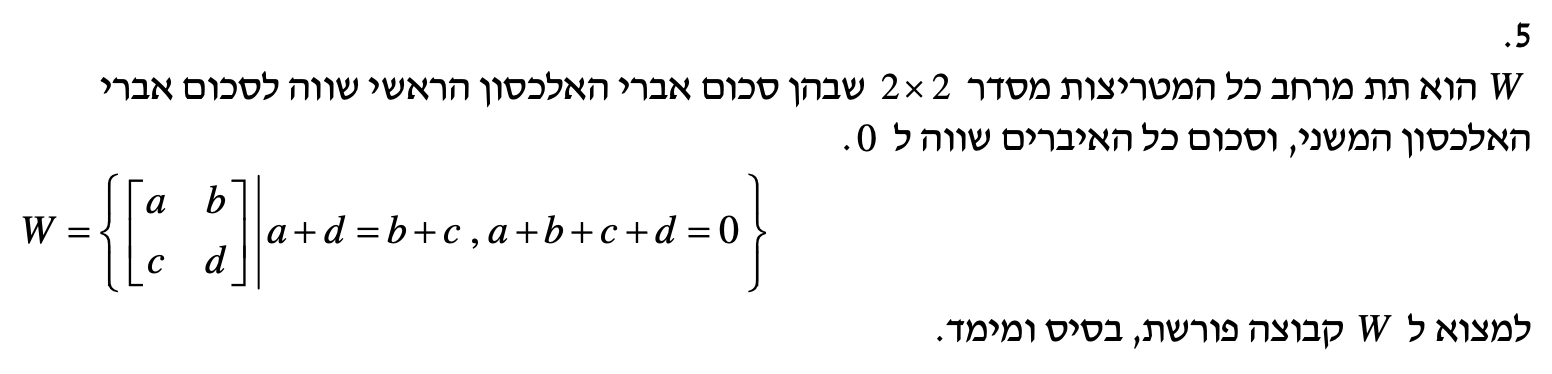 .5
W הוא תת מרחב כל המטריצות מסדר 2×2 שבהן סכום אברי האלכסון הראשי שווה לסכום אברי
האלכסון המשני, וסכום כל האיברים שווה ל 0.
W = { [ a b ; c d ] | a + d = b + c , a + b + c + d = 0 }
למצוא ל W קבוצה פורשת, בסיס ומימד.